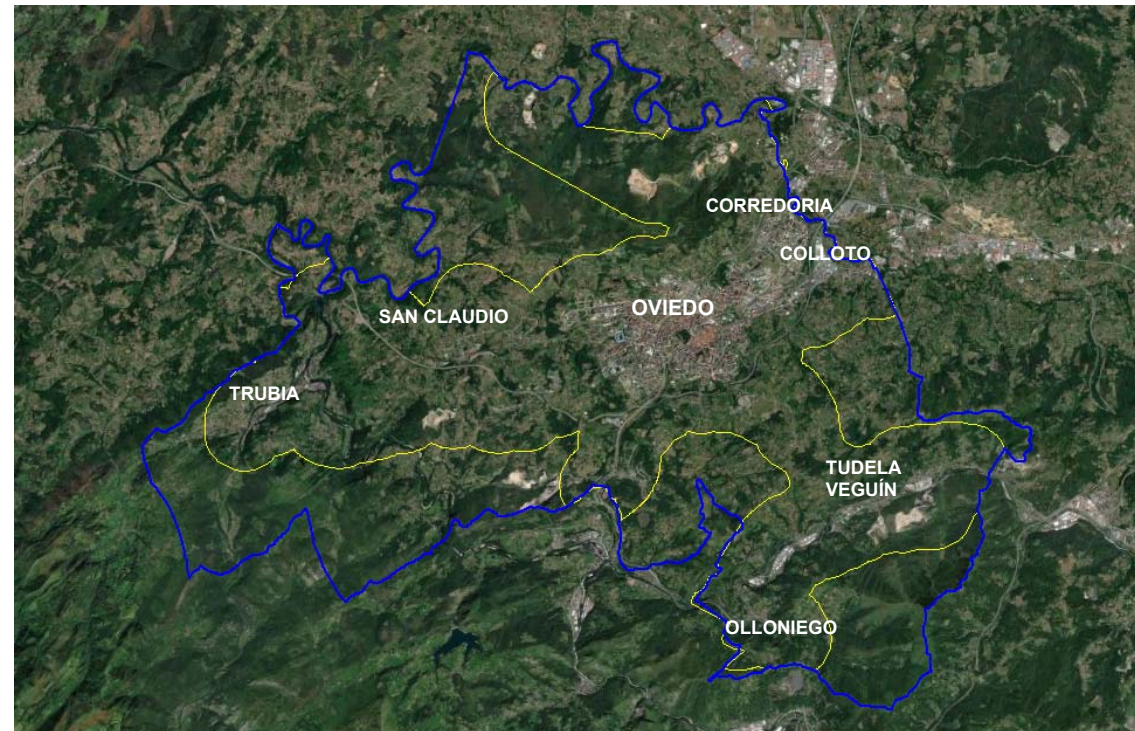 CORREDORIA
COLLOTO
OVIEDO
SAN CLAUDIO
TRUBIA
TUDELA
VEGUÍN
OLLONIEGO